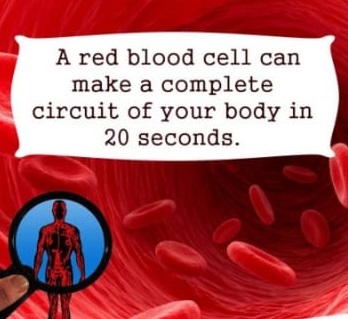 A red blood cell can
make a complete
circuit of your body in
20 seconds.